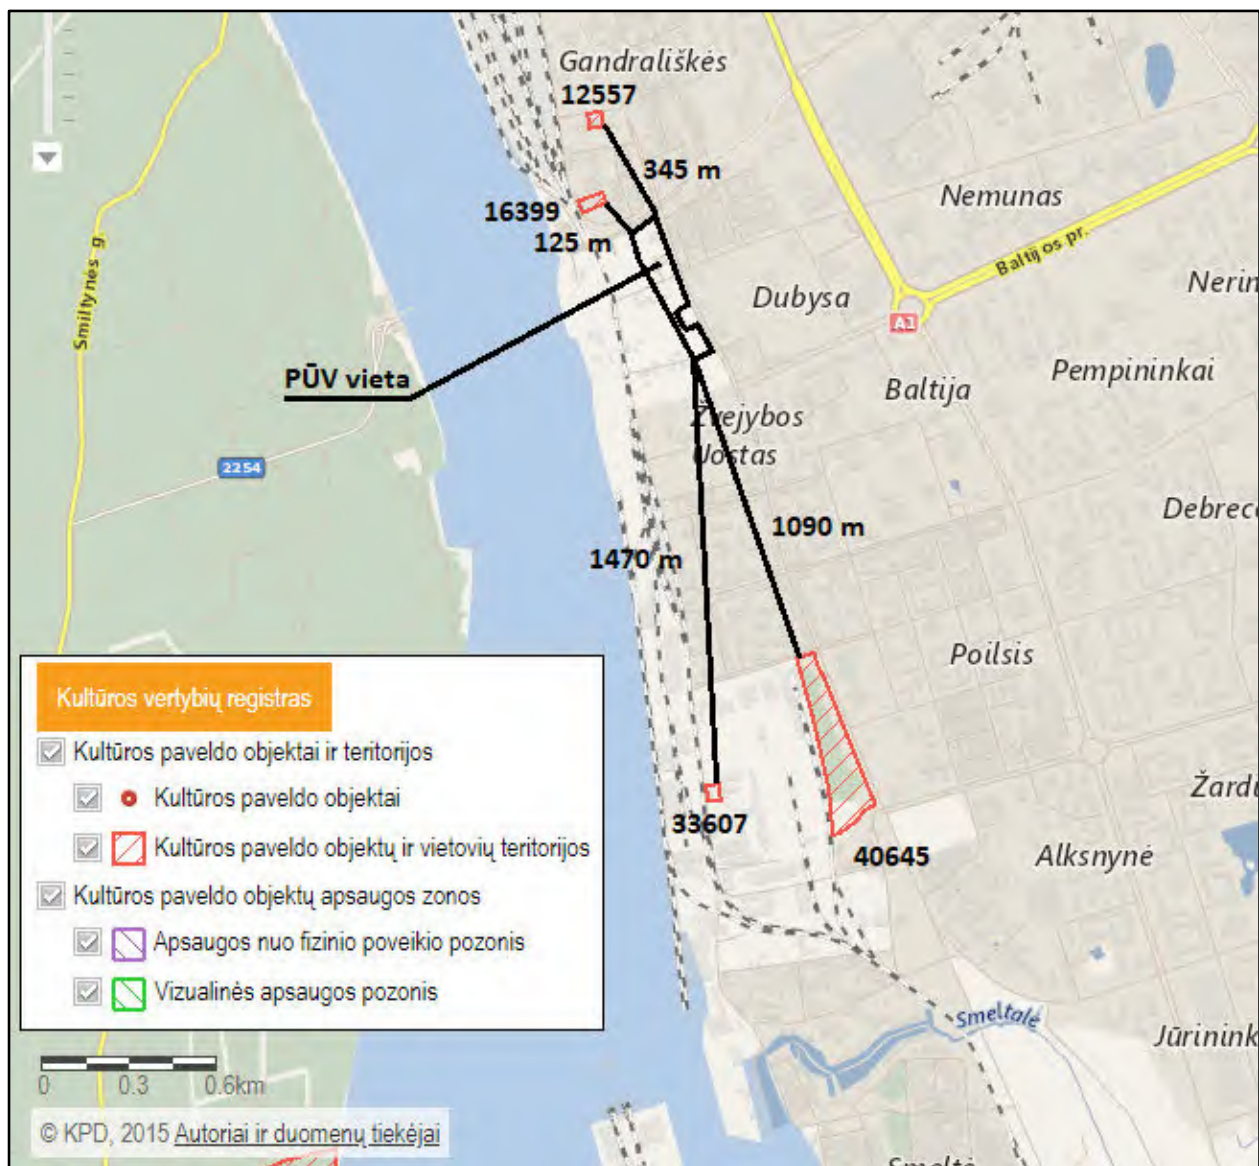 Gandrališkės
12557
345 m
16399
125 m
Nemunas
Baltijos pr.
Smiltynės g.
Nerin
Dubysa
A1
PŪV vieta
Pempininkai
Baltija
Žvejybos
Uostas
2254
Debrece
1090 m
1470 m
Poilsis
Kultūros vertybių registras
Kultūros paveldo objektai ir teritorijos
Kultūros paveldo objektai
Kultūros paveldo objektų ir vietovių teritorijos
Kultūros paveldo objektų apsaugos zonos
Apsaugos nuo fizinio poveikio pozonis
Vizualinės apsaugos pozonis
33607
40645
Žardu
Alksnynė
Smeltalė
Jūrinink
0 0.3 0.6km
© KPD, 2015 Autoriai ir duomenų tiekėjai
Smeltė